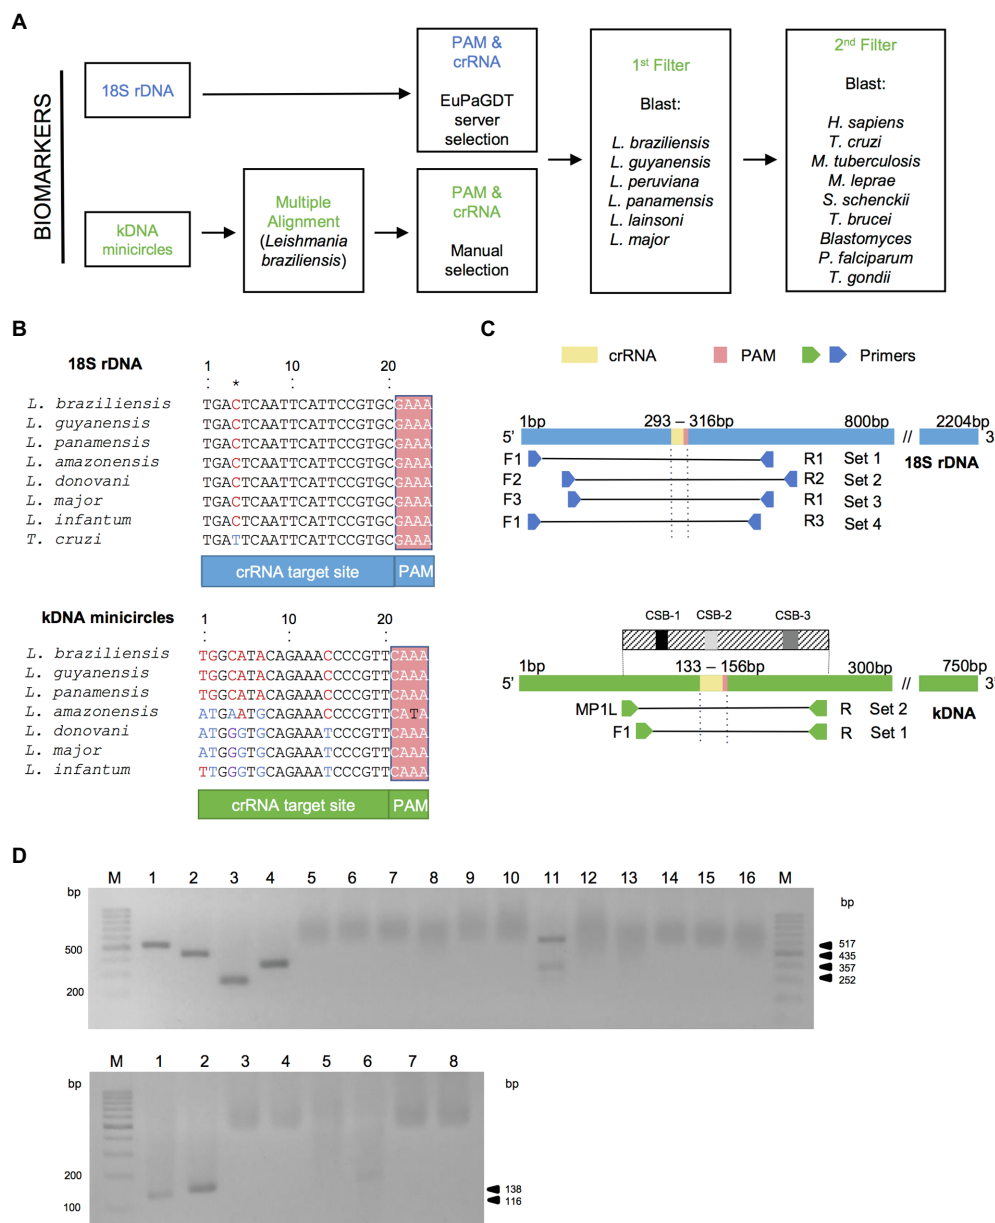 A
BIOMARKERS
18S rDNA
PAM &
crRNA
EuPaGDT
server
selection
kDNA
minicircles
Multiple
Alignment
(Leishmania
braziliensis)
PAM &
crRNA
Manual
selection
1st Filter
Blast:
L. braziliensis
L. guyanensis
L. peruviana
L. panamensis
L. lainsoni
L. major
2nd Filter
Blast:
H. sapiens
T. cruzi
M. tuberculosis
M. leprae
S. schenckii
T. brucei
Blastomyces
P. falciparum
T. gondii
B
18S rDNA
1 10 20
*
L. braziliensis TGACTCAATTCATTCCGTGCGAAA
L. guyanensis TGACTCAATTCATTCCGTGCGAAA
L. panamensis TGACTCAATTCATTCCGTGCGAAA
L. amazonensis TGACTCAATTCATTCCGTGCGAAA
L. donovani TGACTCAATTCATTCCGTGCGAAA
L. major TGACTCAATTCATTCCGTGCGAAA
L. infantum TGACTCAATTCATTCCGTGCGAAA
T. cruzi TGATTCAATTCATTCCGTGCGAAA
crRNA target site PAM
kDNA minicircles
1 10 20
L. braziliensis TGGCATACAGAAACCCCGTTCAAA
L. guyanensis TGGCATACAGAAACCCCGTTCAAA
L. panamensis TGGCATACAGAAACCCCGTTCAAA
L. amazonensis ATGAATGCAGAAACCCCGTTCATA
L. donovani ATGGGTGCAGAAATCCCGTTCAAA
L. major ATGGGTGCAGAAATCCCGTTCAAA
L. infantum TTGGGTGCAGAAATCCCGTTCAAA
crRNA target site PAM
C
crRNA PAM Primers
1bp 293 – 316bp 800bp 2204bp
5' // 3'
18S rDNA
F1 R1 Set 1
F2 R2 Set 2
F3 R1 Set 3
F1 R3 Set 4
CSB-1 CSB-2 CSB-3
1bp 133 – 156bp 300bp 750bp
5' // 3'
kDNA
MP1L R Set 2
F1 R Set 1
D
M 1 2 3 4 5 6 7 8 9 10 11 12 13 14 15 16 M
bp
500
200
bp
517
435
357
252
M 1 2 3 4 5 6 7 8
bp
200
100
bp
138
116